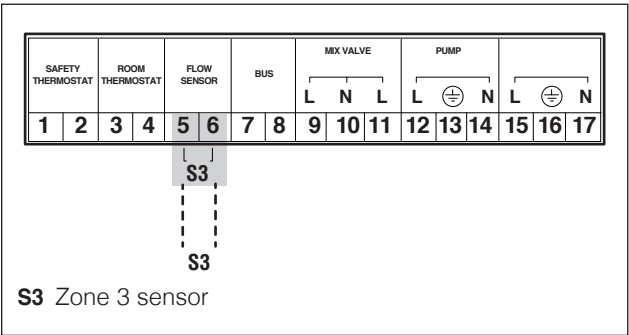 SAFETY THERMOSTAT
ROOM THERMOSTAT
FLOW SENSOR
BUS
MIX VALVE
PUMP
L N L L ⏚ N L ⏚ N
1 2 3 4 5 6 7 8 9 10 11 12 13 14 15 16 17
S3
S3
S3 Zone 3 sensor